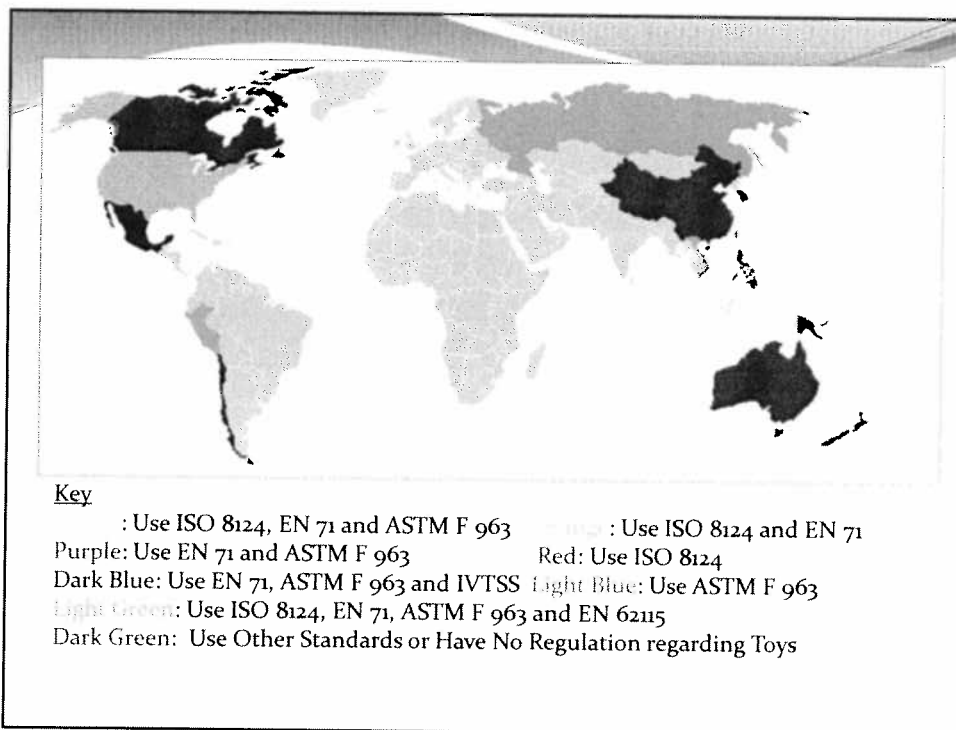 Key
: Use ISO 8124, EN 71 and ASTM F 963 : Use ISO 8124 and EN 71
Purple: Use EN 71 and ASTM F 963 Red: Use ISO 8124
Dark Blue: Use EN 71, ASTM F 963 and IVTSS Light Blue: Use ASTM F 963
Light Green: Use ISO 8124, EN 71, ASTM F 963 and EN 62115
Dark Green: Use Other Standards or Have No Regulation regarding Toys